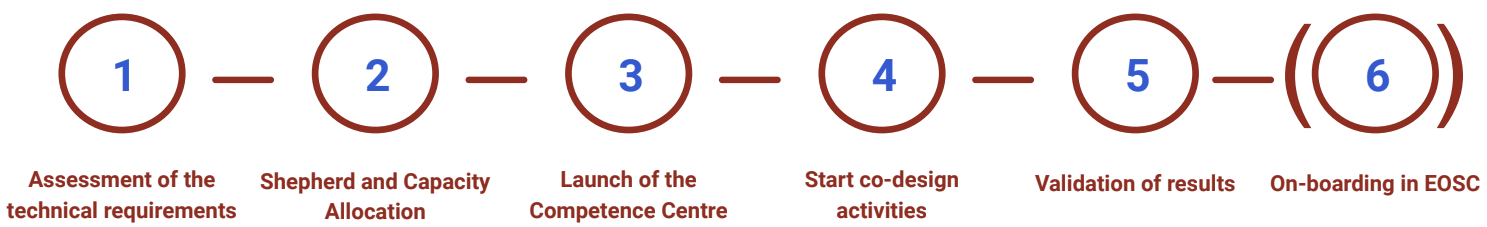 1
2
3
4
5
(6)
Assessment of the
technical requirements
Shepherd and Capacity
Allocation
Launch of the
Competence Centre
Start co-design
activities
Validation of results
On-boarding in EOSC